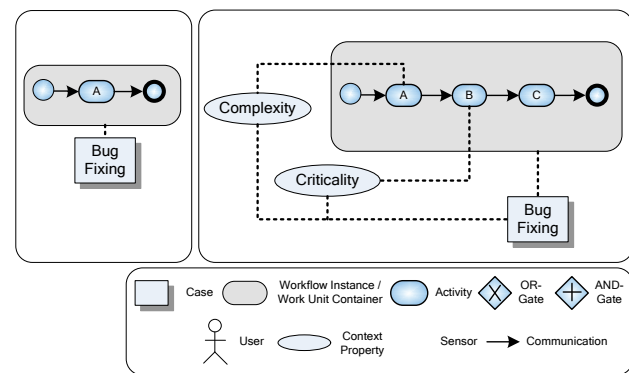 A
Bug
Fixing
Complexity
A
B
C
Criticality
Bug
Fixing
Case
Workflow Instance /
Work Unit Container
Activity
X
OR-
Gate
AND-
Gate
User
Context
Property
Sensor
Communication